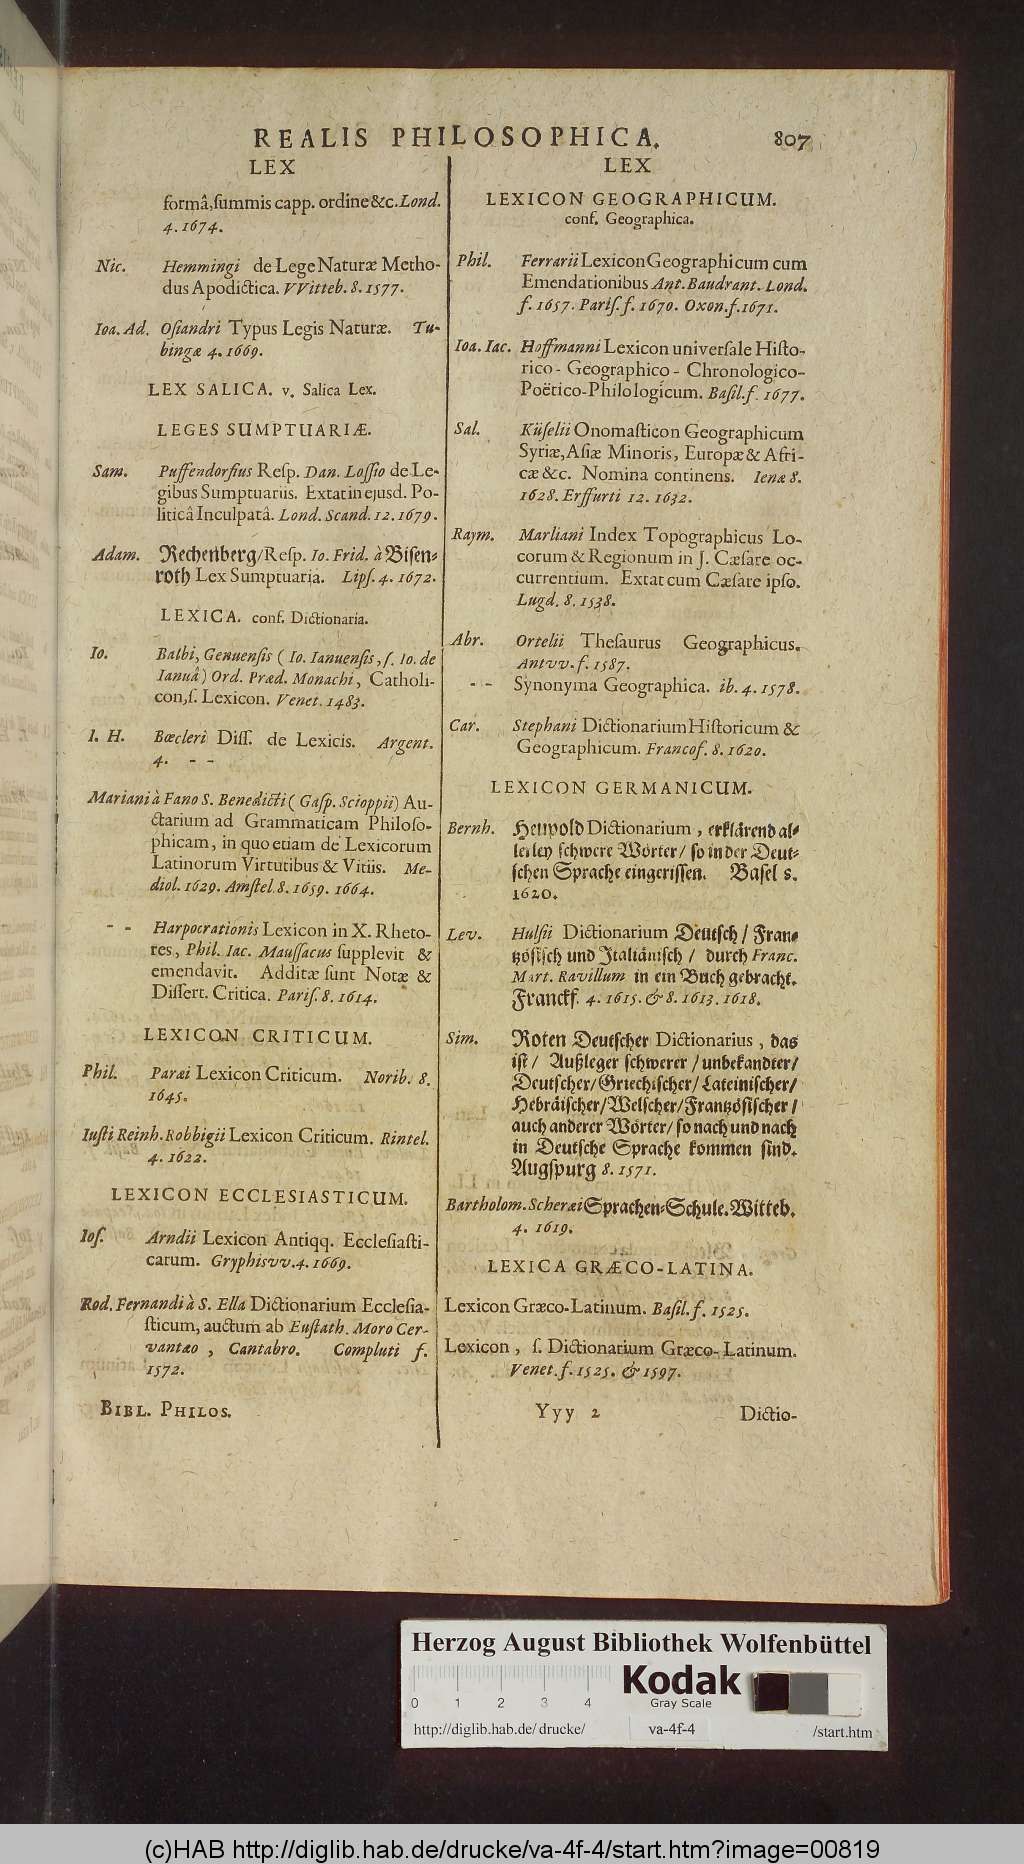 REALIS PHILOSOPHICA. 807
LEX
formâ, summis capp. ordine &c. Lond.
4. 1674.
Nic. Hemmingi de Lege Naturæ Metho-
dus Apodictica. VVitteb. 8. 1577.
Ioa. Ad. Osiandri Typus Legis Naturæ. Tu-
bingæ 4. 1669.
LEX SALICA. v. Salica Lex.
LEGES SUMPTUARIÆ.
Sam. Puffendorfius Resp. Dan. Lossio de Le-
gibus Sumptuariis. Extat in ejusd. Po-
liticâ Inculpatâ. Lond. Scand. 12. 1679.
Adam. Rechenberg/ Resp. Io. Frid. à Bisen-
roth Lex Sumptuaria. Lips. 4. 1672.
LEXICA. conf. Dictionaria.
Io. Balbi, Genuensis ( Io. Ianuensis, s. Io. de
Ianuâ) Ord. Præd. Monachi, Catholi-
con, s. Lexicon. Venet. 1483.
I. H. Bœcleri Diss. de Lexicis. Argent.
4. - -
Mariani à Fano S. Benedicti ( Gasp. Scioppii) Au-
ctarium ad Grammaticam Philoso-
phicam, in quo etiam de Lexicorum
Latinorum Virtutibus & Vitiis. Me-
diol. 1629. Amstel. 8. 1659. 1664.
- - Harpocrationis Lexicon in X. Rheto-
res, Phil. Iac. Maussacus supplevit &
emendavit. Additæ sunt Notæ &
Dissert. Critica. Paris. 8. 1614.
LEXICON CRITICUM.
Phil. Paræi Lexicon Criticum. Norib. 8.
1645.
Iusti Reinh. Robbigii Lexicon Criticum. Rintel.
4. 1622.
LEXICON ECCLESIASTICUM.
Ios. Arndii Lexicon Antiqq. Ecclesiasti-
carum. Gryphisvv. 4. 1669.
Rod. Fernandi à S. Ella Dictionarium Ecclesia-
sticum, auctum ab Eustath. Moro Cer-
vantæo, Cantabro. Compluti f.
1572.
BIBL. PHILOS.
LEX
LEXICON GEOGRAPHICUM.
conf. Geographica.
Phil. Ferrarii Lexicon Geographicum cum
Emendationibus Ant. Baudrant. Lond.
f. 1657. Paris. f. 1670. Oxon. f. 1671.
Ioa. Iac. Hoffmanni Lexicon universale Histo-
rico - Geographico - Chronologico-
Poëtico-Philologicum. Basil. f. 1677.
Sal. Küselii Onomasticon Geographicum
Syriæ, Asiæ Minoris, Europæ & Afri-
cæ &c. Nomina continens. Ienæ 8.
1628. Erffurti 12. 1632.
Raym. Marliani Index Topographicus Lo-
corum & Regionum in J. Cæsare oc-
currentium. Extat cum Cæsare ipso.
Lugd. 8. 1538.
Abr. Ortelii Thesaurus Geographicus.
Antvv. f. 1587.
- - Synonyma Geographica. ib. 4. 1578.
Car. Stephani Dictionarium Historicum &
Geographicum. Francof. 8. 1620.
LEXICON GERMANICUM.
Bernh. Heupold Dictionarium, erklärend al-
lerley schwere Wörter/ so in der Deut-
schen Sprache eingerissen. Basel 8.
1620.
Lev. Hulsii Dictionarium Deutsch/ Fran-
tzösisch und Italiänisch/ durch Franc.
Mart. Ravillum in ein Buch gebracht.
Franckf. 4. 1615. & 8. 1613. 1618.
Sim. Roten Deutscher Dictionarius, das
ist/ Außleger schwerer/ unbekandter/
Deutscher/ Griechischer/ Lateinischer/
Hebräischer/ Welscher/ Frantzösischer/
auch anderer Wörter/ so nach und nach
in Deutsche Sprache kommen sind.
Augspurg 8. 1571.
Bartholom. Scheræi Sprachen-Schule. Witteb.
4. 1619.
LEXICA GRÆCO-LATINA.
Lexicon Græco-Latinum. Basil. f. 1525.
Lexicon, s. Dictionarium Græco-Latinum.
Venet. f. 1525. & 1597.
Yyy 2 Dictio-
Herzog August Bibliothek Wolfenbüttel
Kodak
Gray Scale
0 1 2 3 4
http://diglib.hab.de/drucke/ va-4f-4 /start.htm
(c)HAB http://diglib.hab.de/drucke/va-4f-4/start.htm?image=00819